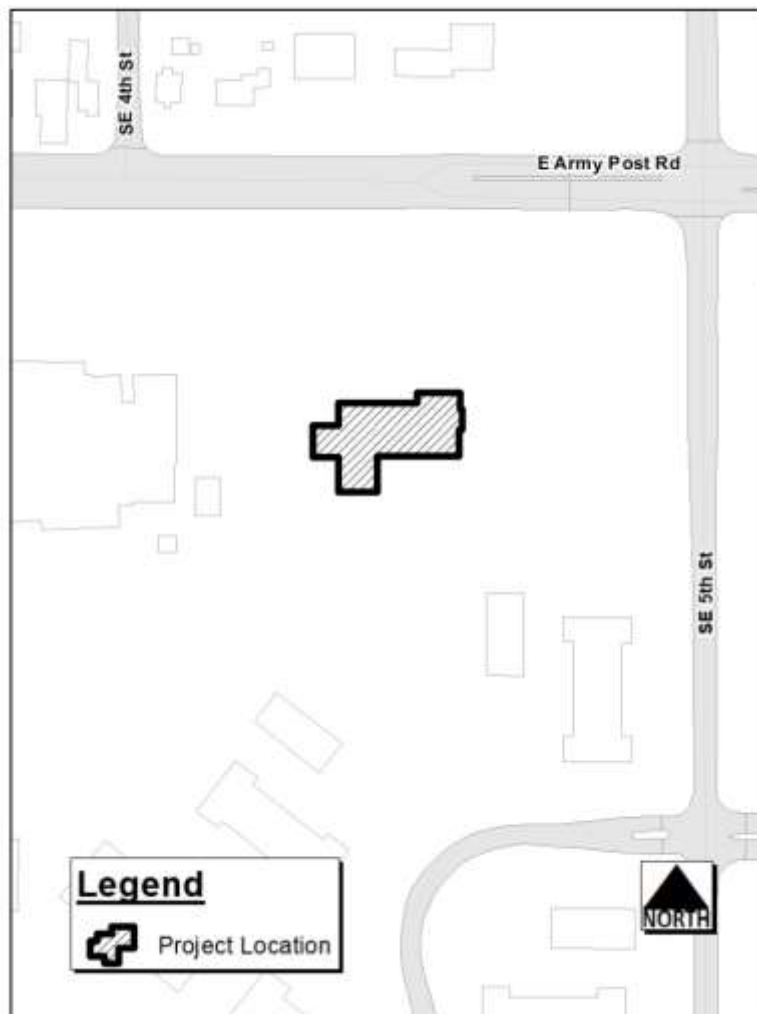 SE 4th St
E Army Post Rd
SE 5th St
Legend
Project Location
NORTH